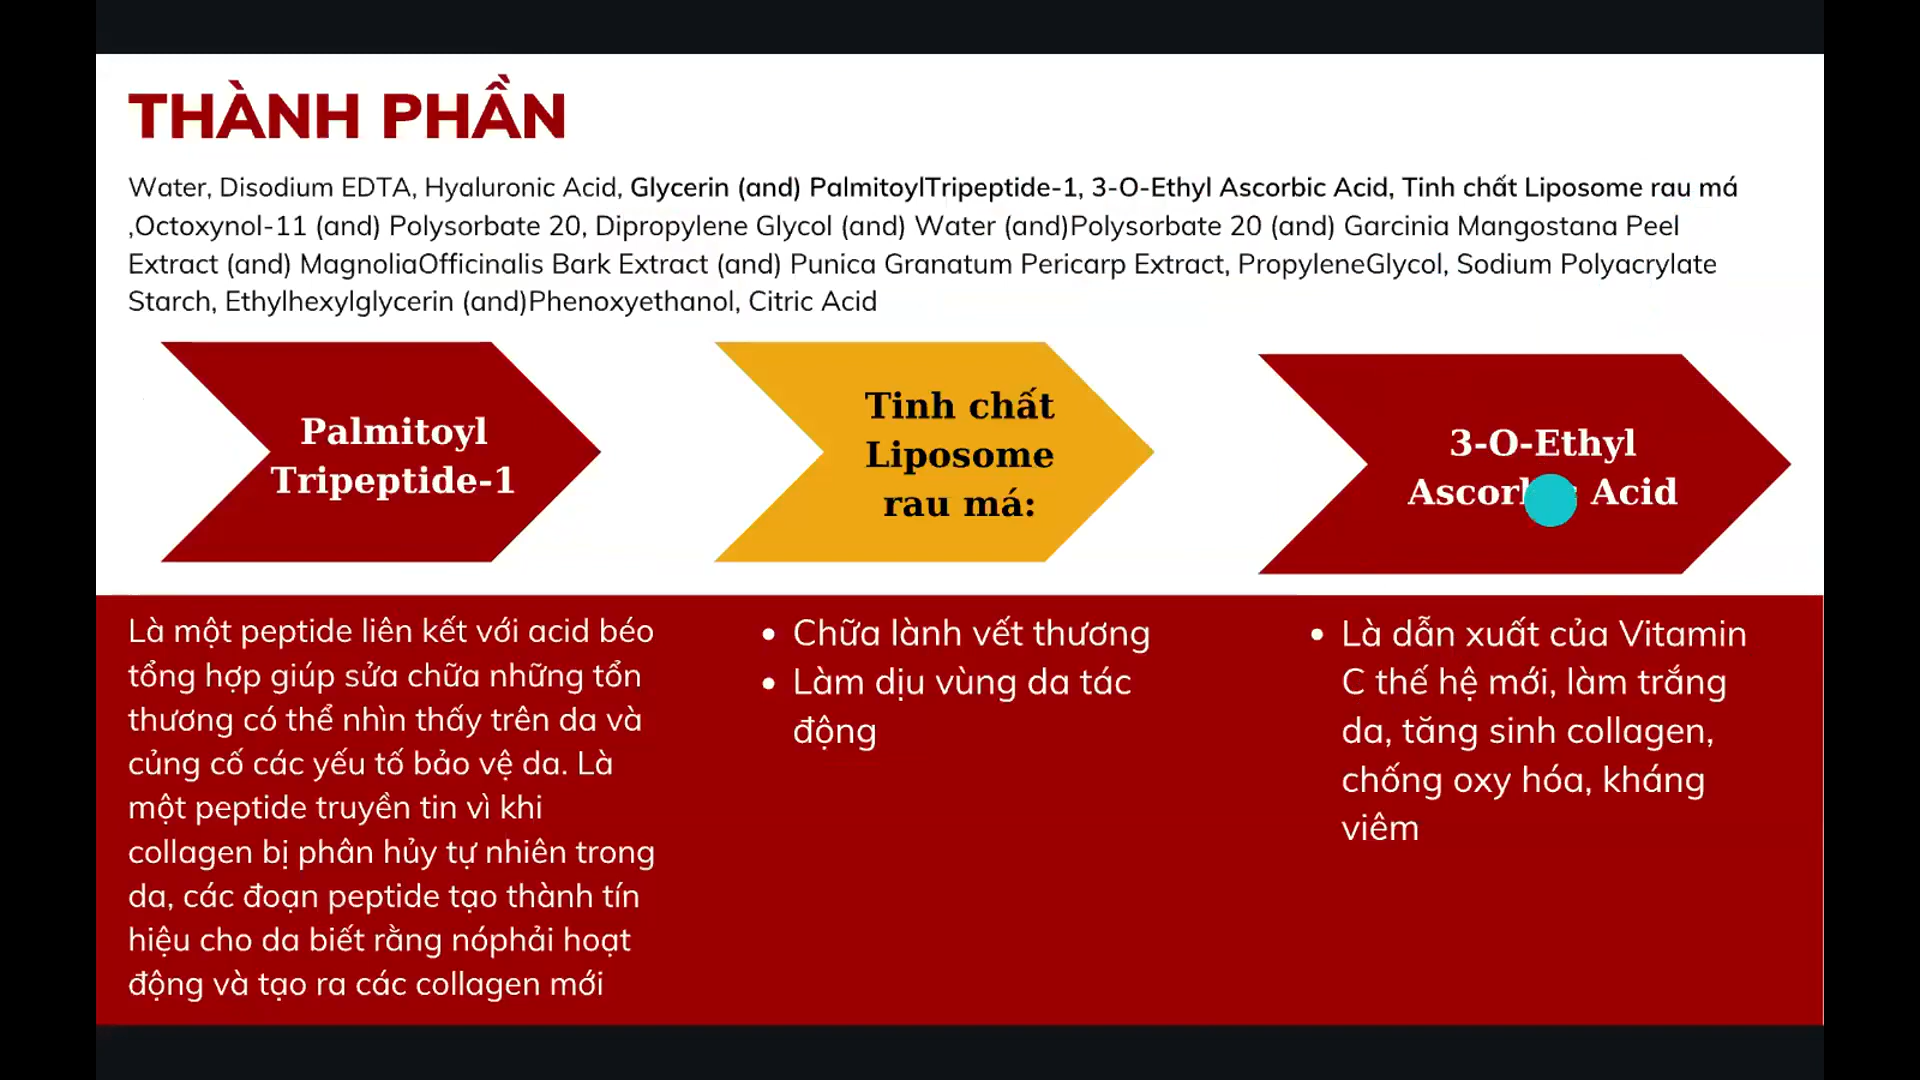 THÀNH PHẦN
Water, Disodium EDTA, Hyaluronic Acid, Glycerin (and) PalmitoylTripeptide-1, 3-O-Ethyl Ascorbic Acid, Tinh chất Liposome rau má
,Octoxynol-11 (and) Polysorbate 20, Dipropylene Glycol (and) Water (and)Polysorbate 20 (and) Garcinia Mangostana Peel
Extract (and) MagnoliaOfficinalis Bark Extract (and) Punica Granatum Pericarp Extract, PropyleneGlycol, Sodium Polyacrylate
Starch, Ethylhexylglycerin (and)Phenoxyethanol, Citric Acid
Palmitoyl
Tripeptide-1
Tinh chất
Liposome
rau má:
3-O-Ethyl
Acid
Là một peptide liên kết với acid béo
tổng hợp giúp sửa chữa những tổn
thương có thể nhìn thấy trên da và
củng cố các yếu tố bảo vệ da. Là
một peptide truyền tin vì khi
collagen bị phân hủy tự nhiên trong
da, các đoạn peptide tạo thành tín
hiệu cho da biết rằng nóphải hoạt
động và tạo ra các collagen mới
• Chữa lành vết thương
• Làm dịu vùng da tác
động
• Là dẫn xuất của Vitamin
C thế hệ mới, làm trắng
da, tăng sinh collagen,
chống oxy hóa, kháng
viêm